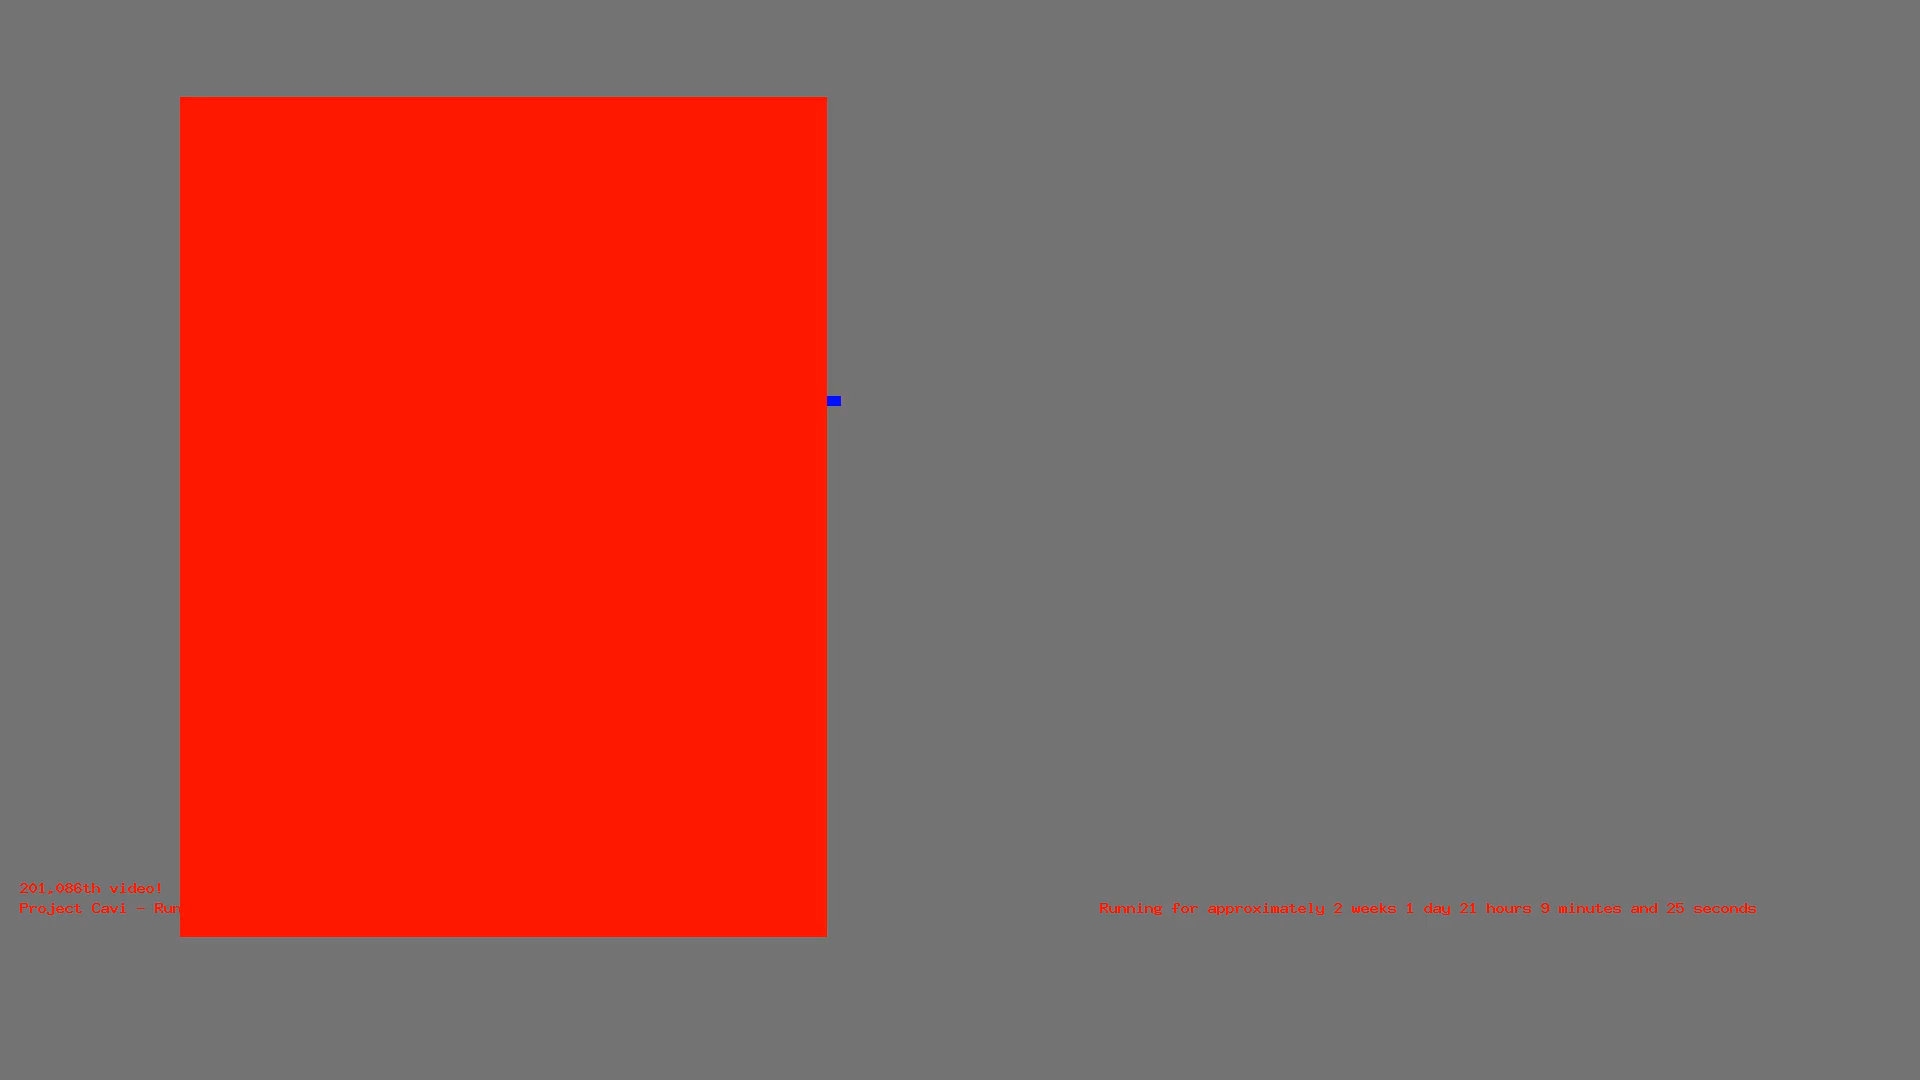 201,086th video!
Project Cavi - Run
Running for approximately 2 weeks 1 day 21 hours 9 minutes and 25 seconds